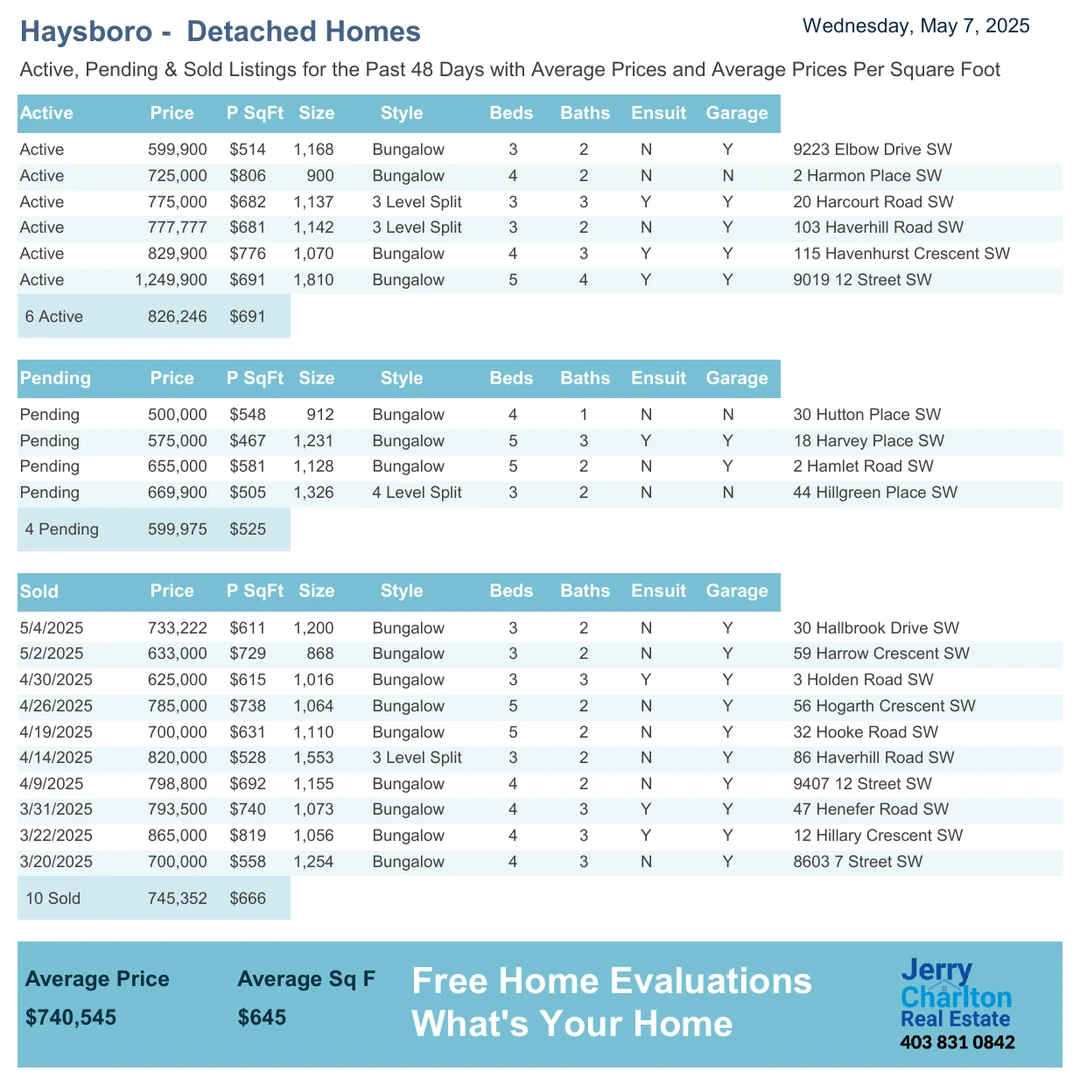 Haysboro - Detached Homes
Wednesday, May 7, 2025
Active, Pending & Sold Listings for the Past 48 Days with Average Prices and Average Prices Per Square Foot
Active Price P SqFt Size Style Beds Baths Ensuit Garage
Active 599,900 $514 1,168 Bungalow 3 2 N Y 9223 Elbow Drive SW
Active 725,000 $806 900 Bungalow 4 2 N N 2 Harmon Place SW
Active 775,000 $682 1,137 3 Level Split 3 3 Y Y 20 Harcourt Road SW
Active 777,777 $681 1,142 3 Level Split 3 2 N Y 103 Haverhill Road SW
Active 829,900 $776 1,070 Bungalow 4 3 Y Y 115 Havenhurst Crescent SW
Active 1,249,900 $691 1,810 Bungalow 5 4 Y Y 9019 12 Street SW
6 Active 826,246 $691
Pending Price P SqFt Size Style Beds Baths Ensuit Garage
Pending 500,000 $548 912 Bungalow 4 1 N N 30 Hutton Place SW
Pending 575,000 $467 1,231 Bungalow 5 3 Y Y 18 Harvey Place SW
Pending 655,000 $581 1,128 Bungalow 5 2 N Y 2 Hamlet Road SW
Pending 669,900 $505 1,326 4 Level Split 3 2 N N 44 Hillgreen Place SW
4 Pending 599,975 $525
Sold Price P SqFt Size Style Beds Baths Ensuit Garage
5/4/2025 733,222 $611 1,200 Bungalow 3 2 N Y 30 Hallbrook Drive SW
5/2/2025 633,000 $729 868 Bungalow 3 2 N Y 59 Harrow Crescent SW
4/30/2025 625,000 $615 1,016 Bungalow 3 3 Y Y 3 Holden Road SW
4/26/2025 785,000 $738 1,064 Bungalow 5 2 N Y 56 Hogarth Crescent SW
4/19/2025 700,000 $631 1,110 Bungalow 5 2 N Y 32 Hooke Road SW
4/14/2025 820,000 $528 1,553 3 Level Split 3 2 N Y 86 Haverhill Road SW
4/9/2025 798,800 $692 1,155 Bungalow 4 2 N Y 9407 12 Street SW
3/31/2025 793,500 $740 1,073 Bungalow 4 3 Y Y 47 Henefer Road SW
3/22/2025 865,000 $819 1,056 Bungalow 4 3 Y Y 12 Hillary Crescent SW
3/20/2025 700,000 $558 1,254 Bungalow 4 3 N Y 8603 7 Street SW
10 Sold 745,352 $666
Average Price Average Sq F
$740,545 $645
Free Home Evaluations
What's Your Home
Jerry
Charlton
Real Estate
403 831 0842